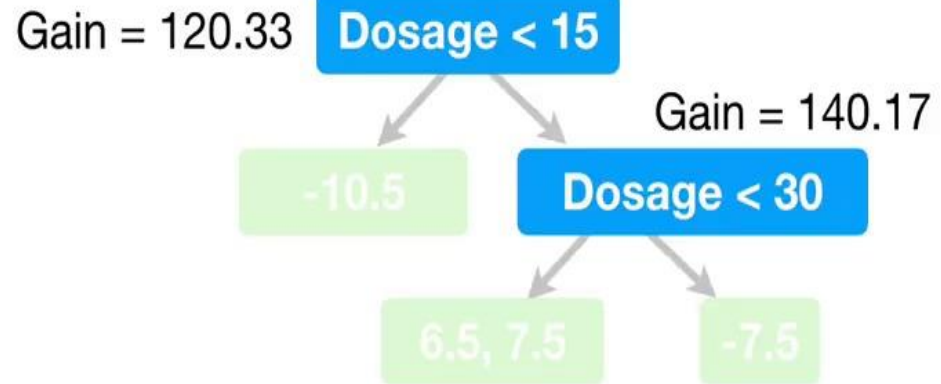 Gain = 120.33
Dosage < 15
Gain = 140.17
-10.5
Dosage < 30
6.5, 7.5
-7.5